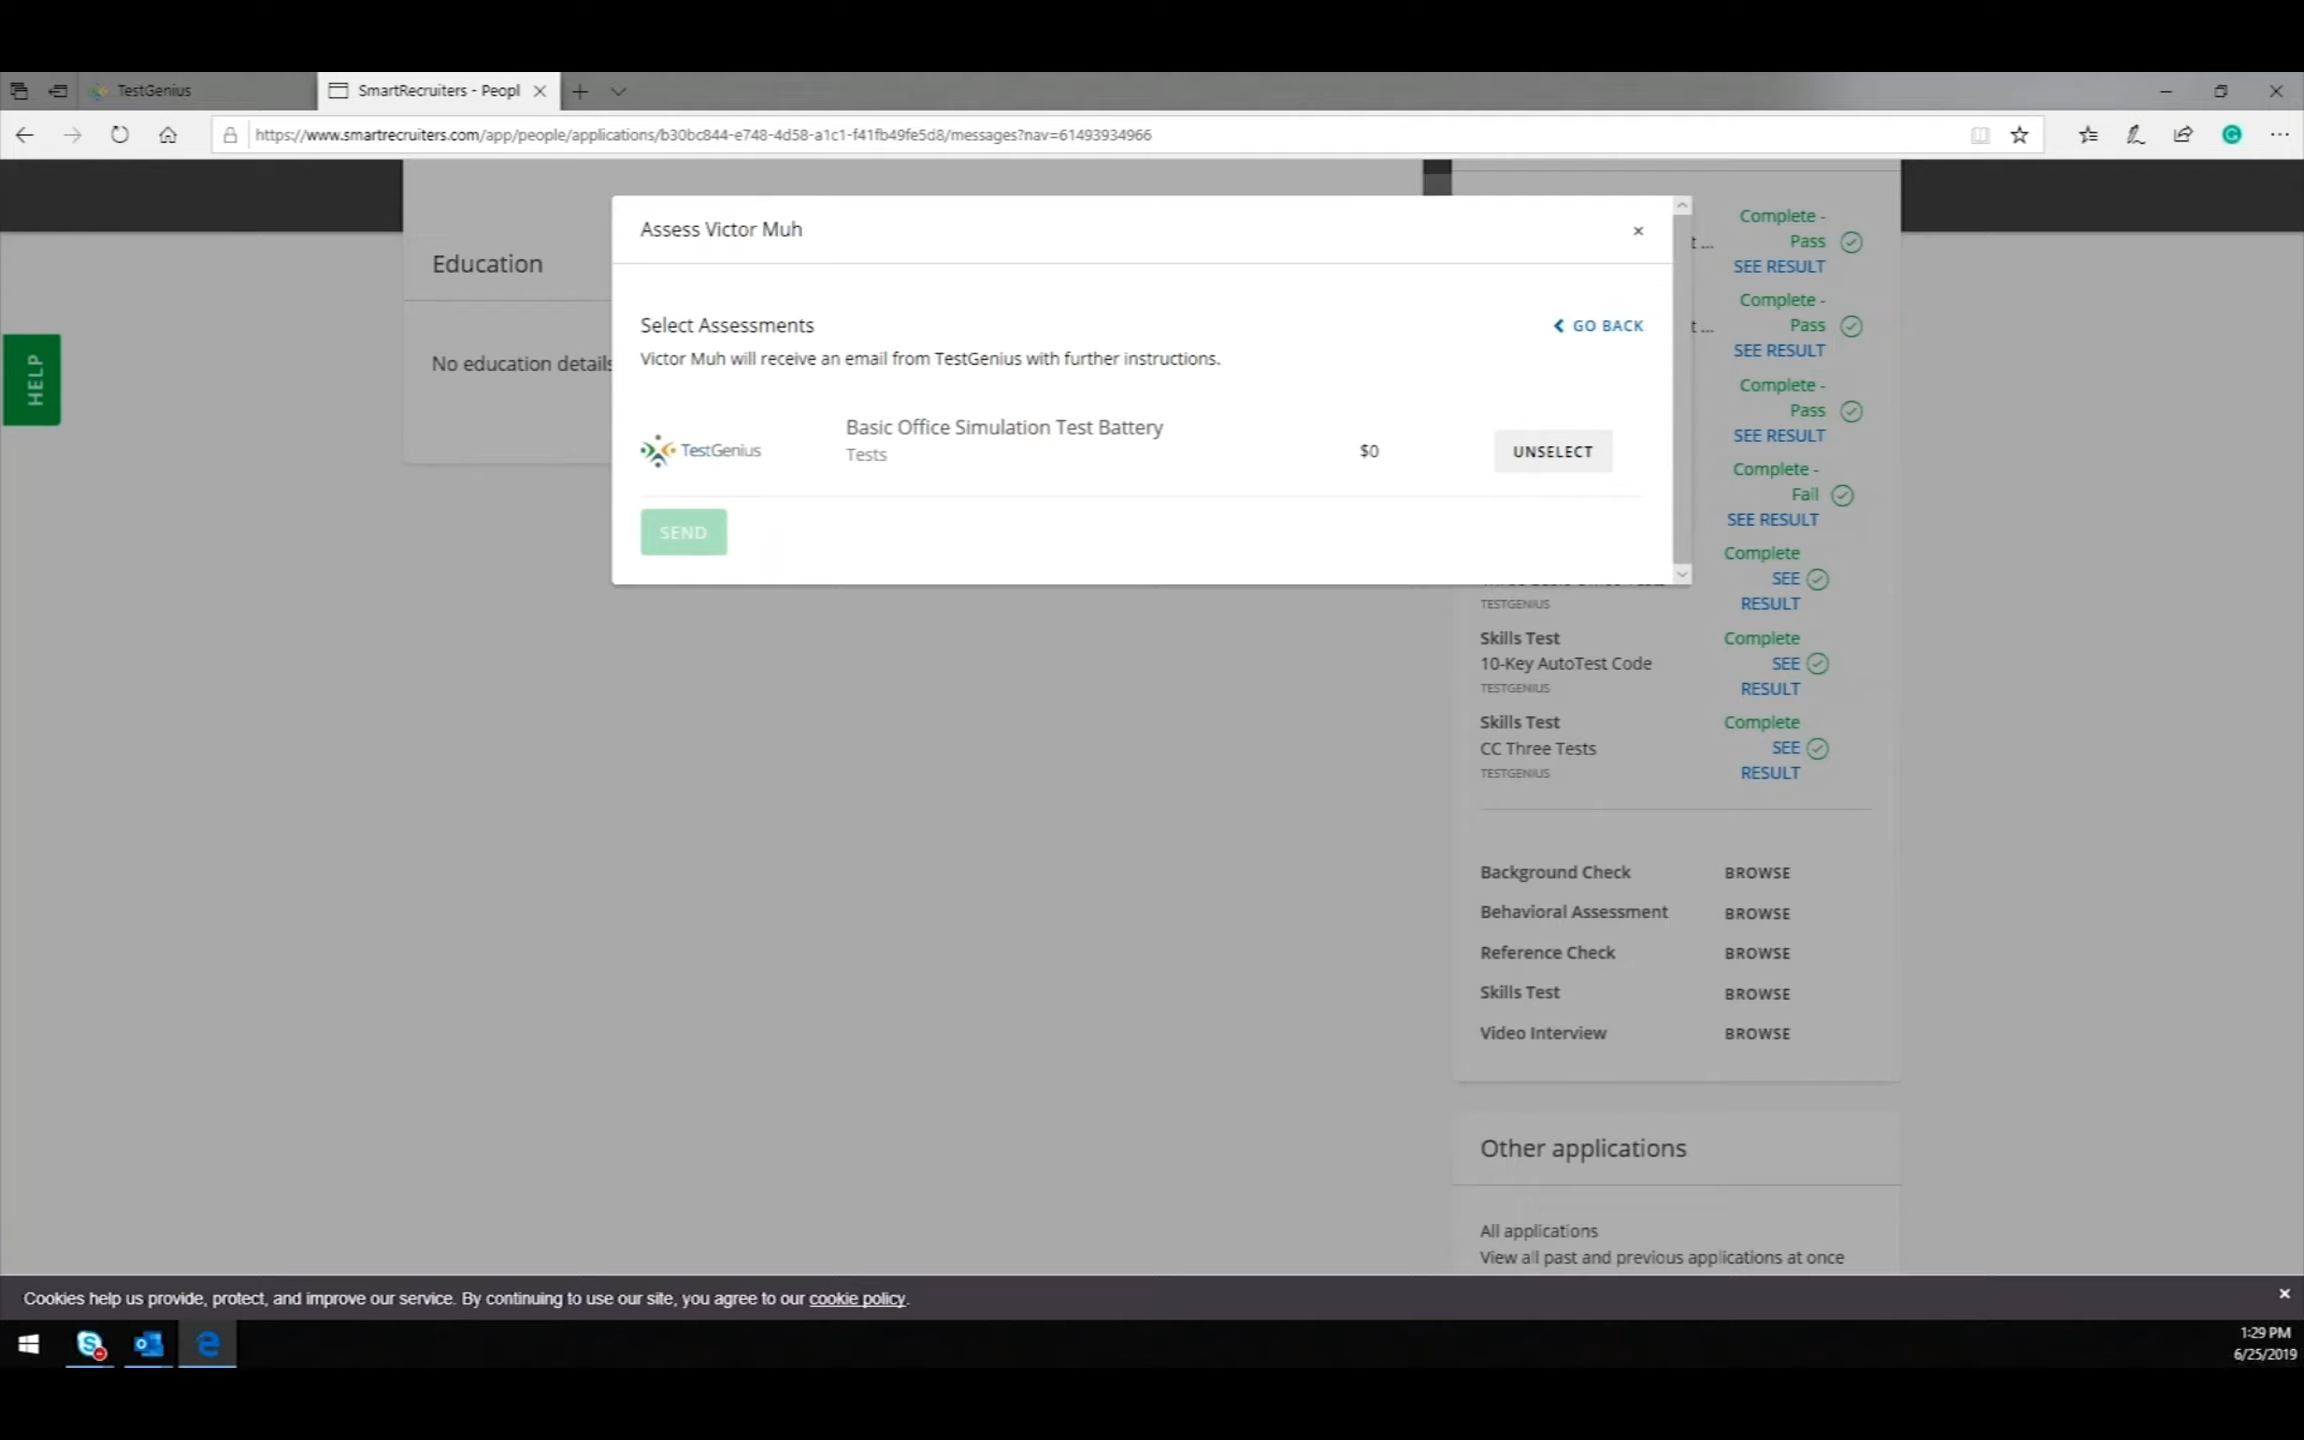 TestGenius
SmartRecruiters - Peopl
https://www.smartrecruiters.com/app/people/applications/b30bc844-e748-4d58-a1c1-f41fb49fe5d8/messages?nav=61493934966
HELP
Education
No education details
Assess Victor Muh
Select Assessments
GO BACK
Victor Muh will receive an email from TestGenius with further instructions.
TestGenius
Basic Office Simulation Test Battery
Tests
$0
UNSELECT
SEND
Complete -
t ... Pass
SEE RESULT
Complete -
t ... Pass
SEE RESULT
Complete -
Pass
SEE RESULT
Complete -
Fail
SEE RESULT
Complete
SEE
RESULT
TESTGENIUS
Skills Test
10-Key AutoTest Code
TESTGENIUS
Complete
SEE
RESULT
Skills Test
CC Three Tests
TESTGENIUS
Complete
SEE
RESULT
Background Check BROWSE
Behavioral Assessment BROWSE
Reference Check BROWSE
Skills Test BROWSE
Video Interview BROWSE
Other applications
All applications
View all past and previous applications at once
Cookies help us provide, protect, and improve our service. By continuing to use our site, you agree to our cookie policy.
1:29 PM
6/25/2019